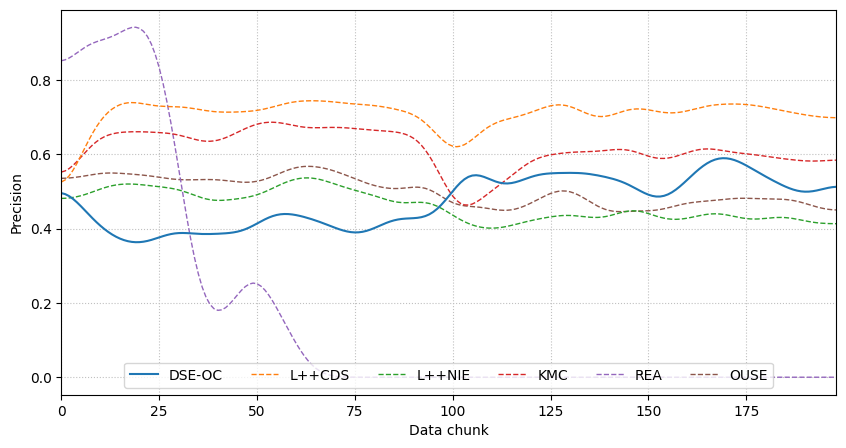 Precision
0.8
0.6
0.4
0.2
0.0
DSE-OC L++CDS L++NIE KMC REA OUSE
0 25 50 75 100 125 150 175
Data chunk